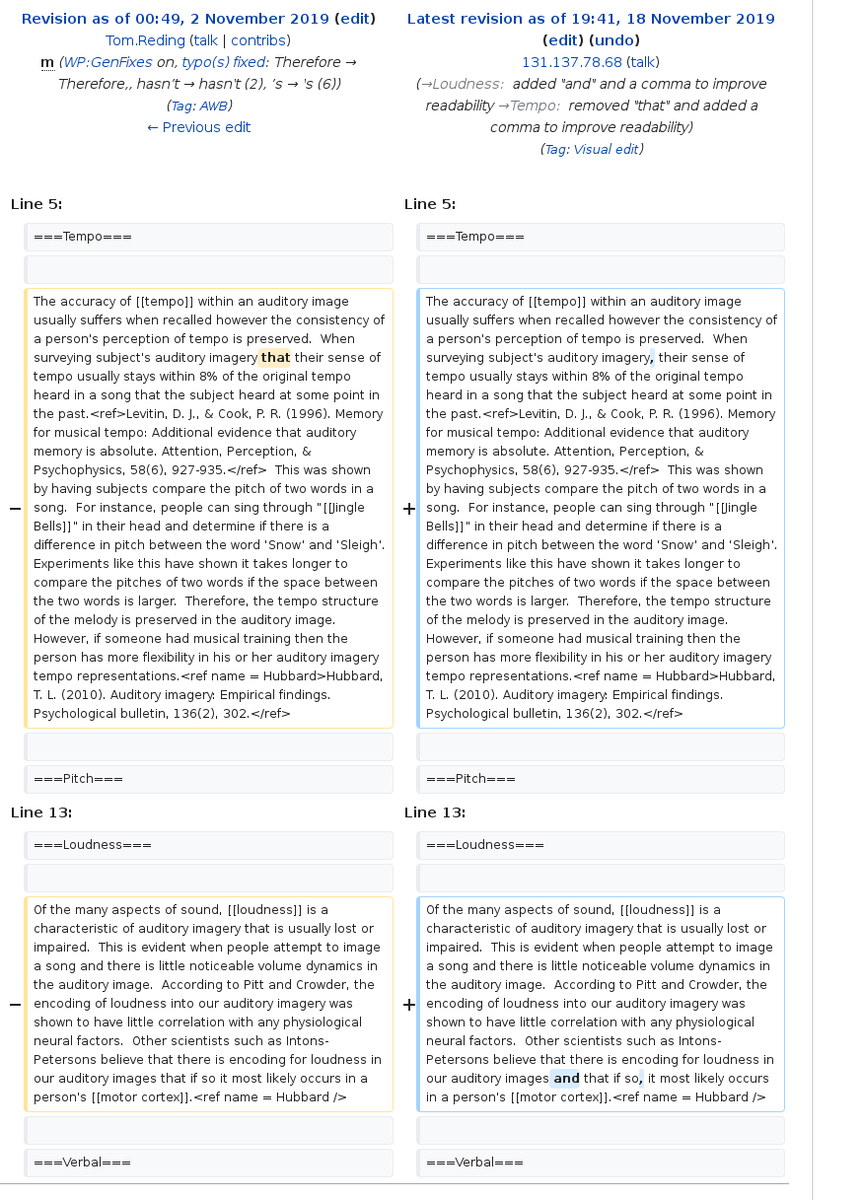 Revision as of 00:49, 2 November 2019 (edit)
Tom.Reding (talk | contribs)
m (WP:GenFixes on, typo(s) fixed: Therefore →
Therefore,, hasn’t → hasn't (2), ’s → 's (6))
(Tag: AWB)
← Previous edit
Latest revision as of 19:41, 18 November 2019
(edit) (undo)
131.137.78.68 (talk)
(→Loudness: added "and" and a comma to improve
readability →Tempo: removed "that" and added a
comma to improve readability)
(Tag: Visual edit)
Line 5:
===Tempo===
The accuracy of [[tempo]] within an auditory image
usually suffers when recalled however the consistency of
a person's perception of tempo is preserved.  When
surveying subject's auditory imagery that their sense of
tempo usually stays within 8% of the original tempo
heard in a song that the subject heard at some point in
the past.<ref>Levitin, D. J., & Cook, P. R. (1996). Memory
for musical tempo: Additional evidence that auditory
memory is absolute. Attention, Perception, &
Psychophysics, 58(6), 927-935.</ref>  This was shown
by having subjects compare the pitch of two words in a
− song.  For instance, people can sing through "[[Jingle
Bells]]" in their head and determine if there is a
difference in pitch between the word 'Snow' and 'Sleigh'.
Experiments like this have shown it takes longer to
compare the pitches of two words if the space between
the two words is larger.  Therefore, the tempo structure
of the melody is preserved in the auditory image.
However, if someone had musical training then the
person has more flexibility in his or her auditory imagery
tempo representations.<ref name = Hubbard>Hubbard,
T. L. (2010). Auditory imagery: Empirical findings.
Psychological bulletin, 136(2), 302.</ref>
===Pitch===
Line 5:
===Tempo===
The accuracy of [[tempo]] within an auditory image
usually suffers when recalled however the consistency of
a person's perception of tempo is preserved.  When
surveying subject's auditory imagery, their sense of
tempo usually stays within 8% of the original tempo
heard in a song that the subject heard at some point in
the past.<ref>Levitin, D. J., & Cook, P. R. (1996). Memory
for musical tempo: Additional evidence that auditory
memory is absolute. Attention, Perception, &
Psychophysics, 58(6), 927-935.</ref>  This was shown
by having subjects compare the pitch of two words in a
+ song.  For instance, people can sing through "[[Jingle
Bells]]" in their head and determine if there is a
difference in pitch between the word 'Snow' and 'Sleigh'.
Experiments like this have shown it takes longer to
compare the pitches of two words if the space between
the two words is larger.  Therefore, the tempo structure
of the melody is preserved in the auditory image.
However, if someone had musical training then the
person has more flexibility in his or her auditory imagery
tempo representations.<ref name = Hubbard>Hubbard,
T. L. (2010). Auditory imagery: Empirical findings.
Psychological bulletin, 136(2), 302.</ref>
===Pitch===
Line 13:
===Loudness===
Of the many aspects of sound, [[loudness]] is a
characteristic of auditory imagery that is usually lost or
impaired.  This is evident when people attempt to image
a song and there is little noticeable volume dynamics in
the auditory image.  According to Pitt and Crowder, the
− encoding of loudness into our auditory imagery was
shown to have little correlation with any physiological
neural factors.  Other scientists such as Intons-
Petersons believe that there is encoding for loudness in
our auditory images that if so it most likely occurs in a
person's [[motor cortex]].<ref name = Hubbard />
===Verbal===
Line 13:
===Loudness===
Of the many aspects of sound, [[loudness]] is a
characteristic of auditory imagery that is usually lost or
impaired.  This is evident when people attempt to image
a song and there is little noticeable volume dynamics in
the auditory image.  According to Pitt and Crowder, the
+ encoding of loudness into our auditory imagery was
shown to have little correlation with any physiological
neural factors.  Other scientists such as Intons-
Petersons believe that there is encoding for loudness in
our auditory images and that if so, it most likely occurs
in a person's [[motor cortex]].<ref name = Hubbard />
===Verbal===